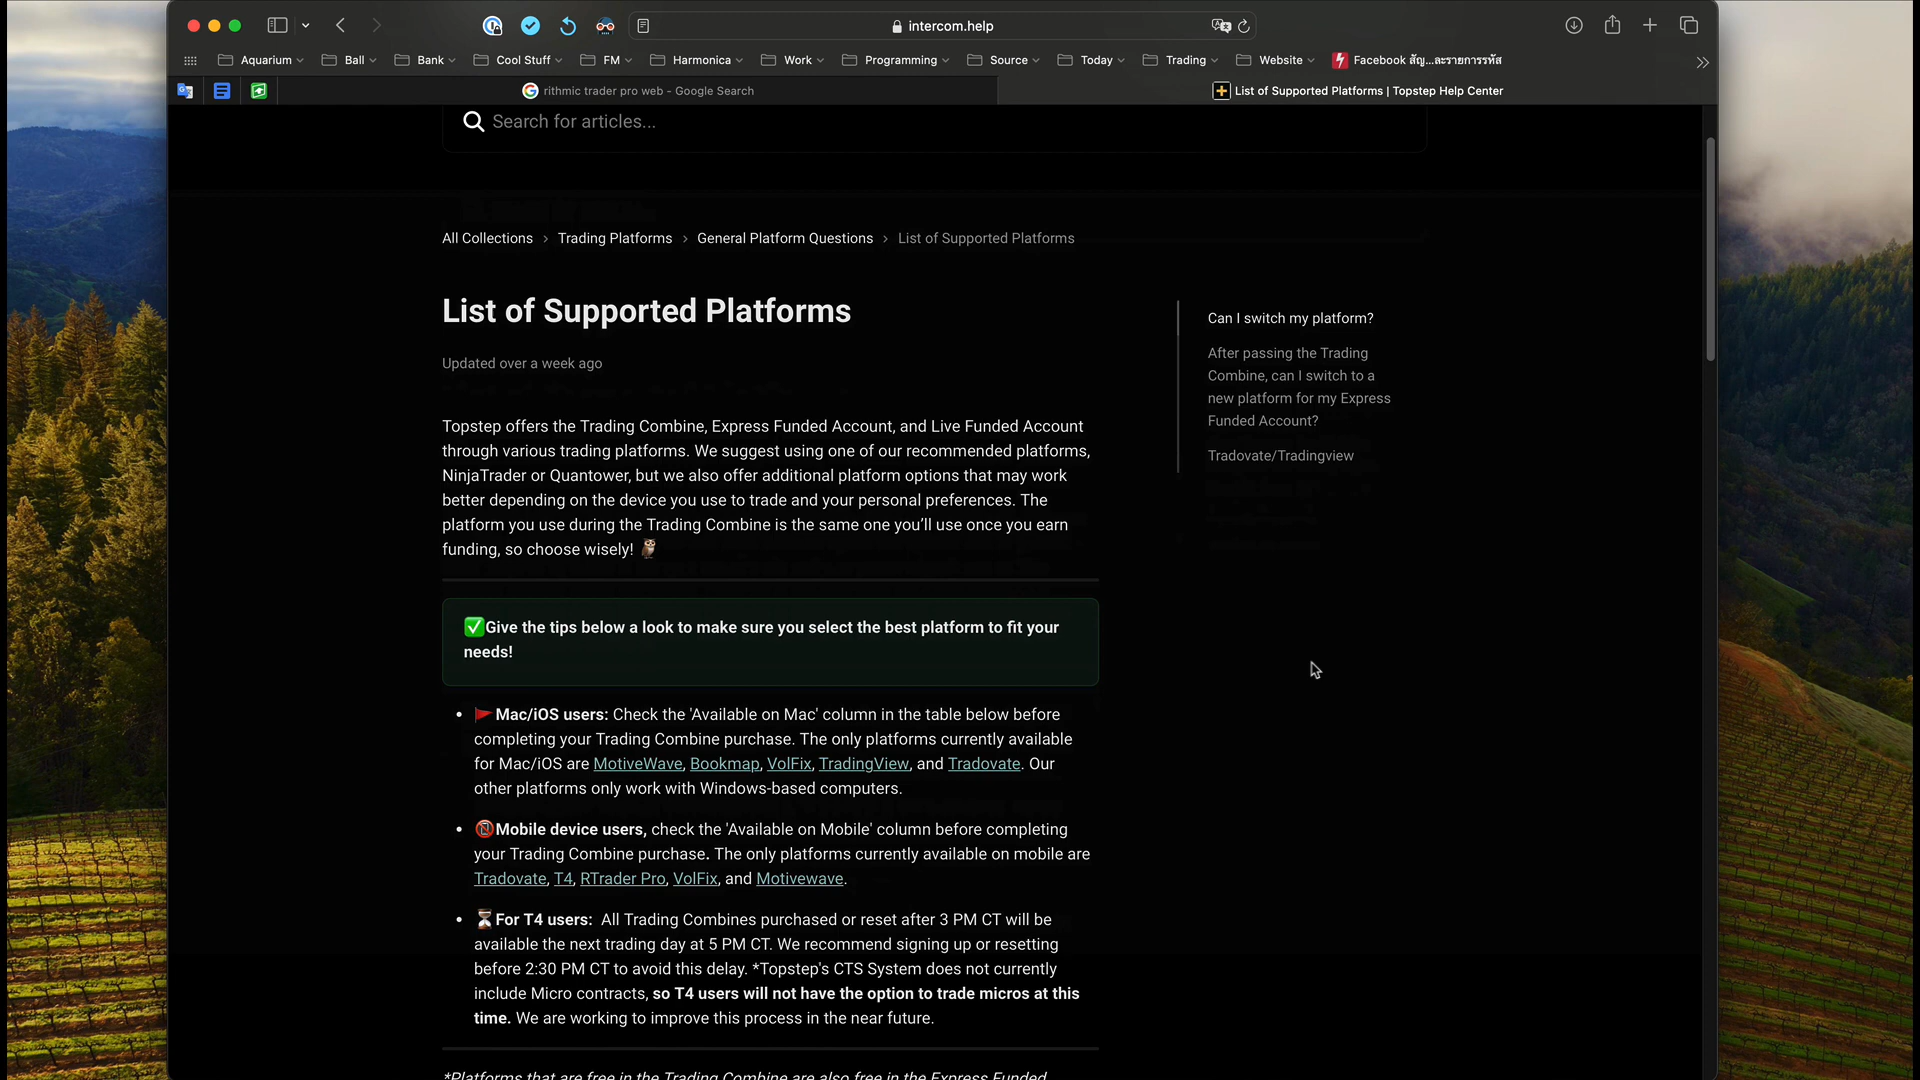 intercom.help
Aquarium
Ball
Bank
Cool Stuff
FM
Harmonica
Work
Programming
Source
Today
Trading
Website
Facebook สัญ...ละรายการรหัส
rithmic trader pro web - Google Search
List of Supported Platforms | Topstep Help Center
Search for articles...
All Collections > Trading Platforms > General Platform Questions > List of Supported Platforms
List of Supported Platforms
Updated over a week ago
Topstep offers the Trading Combine, Express Funded Account, and Live Funded Account
through various trading platforms. We suggest using one of our recommended platforms,
NinjaTrader or Quantower, but we also offer additional platform options that may work
better depending on the device you use to trade and your personal preferences. The
platform you use during the Trading Combine is the same one you’ll use once you earn
funding, so choose wisely! 🦉
✅Give the tips below a look to make sure you select the best platform to fit your
needs!
• 🚩Mac/iOS users: Check the 'Available on Mac' column in the table below before
completing your Trading Combine purchase. The only platforms currently available
for Mac/iOS are MotiveWave, Bookmap, VolFix, TradingView, and Tradovate. Our
other platforms only work with Windows-based computers.
• 📵Mobile device users, check the 'Available on Mobile' column before completing
your Trading Combine purchase. The only platforms currently available on mobile are
Tradovate, T4, RTrader Pro, VolFix, and Motivewave.
• ⏳For T4 users: All Trading Combines purchased or reset after 3 PM CT will be
available the next trading day at 5 PM CT. We recommend signing up or resetting
before 2:30 PM CT to avoid this delay. *Topstep's CTS System does not currently
include Micro contracts, so T4 users will not have the option to trade micros at this
time. We are working to improve this process in the near future.
*Platforms that are free in the Trading Combine are also free in the Express Funded
Can I switch my platform?
After passing the Trading
Combine, can I switch to a
new platform for my Express
Funded Account?
Tradovate/Tradingview